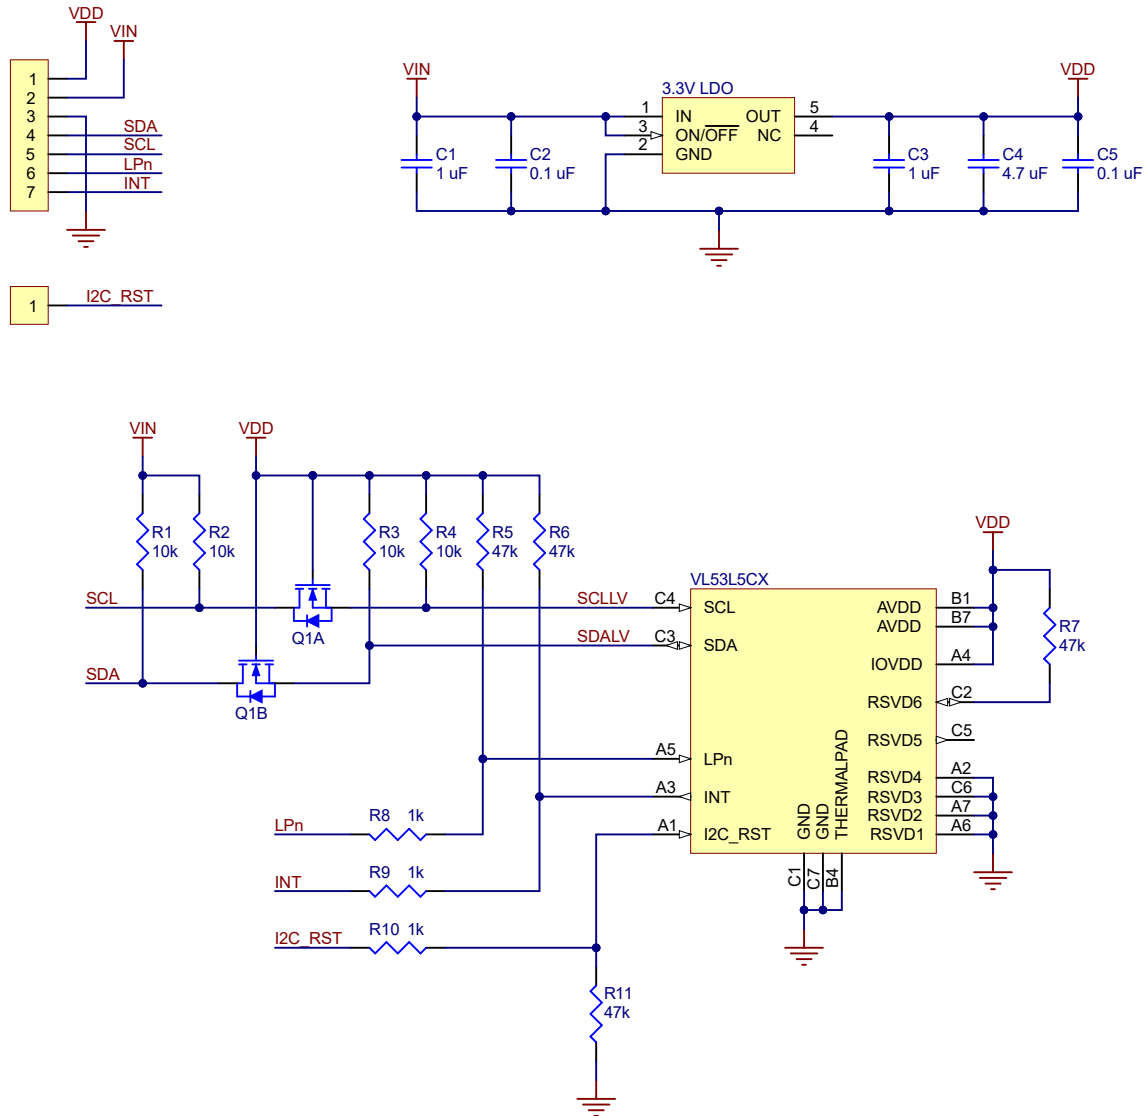 VDD
VIN
1
2
3
4 SDA
5 SCL
6 LPn
7 INT
1 I2C_RST
VIN
3.3V LDO
VDD
1 IN OUT 5
3 ON/OFF NC 4
2 GND
C1
1 uF
C2
0.1 uF
C3
1 uF
C4
4.7 uF
C5
0.1 uF
VIN
VDD
R1
10k
R2
10k
R3
10k
R4
10k
R5
47k
R6
47k
SCL
Q1A
SDA
Q1B
SCLLV
SDALV
VL53L5CX
VDD
C4 SCL
C3 SDA
A5 LPn
A3 INT
A1 I2C_RST
AVDD B1
AVDD B7
IOVDD A4
RSVD6 C2
RSVD5 C5
RSVD4 A2
RSVD3 C6
RSVD2 A7
RSVD1 A6
R7
47k
GND
GND
THERMALPAD
C1
C7
B4
LPn R8 1k
INT R9 1k
I2C_RST R10 1k
R11
47k